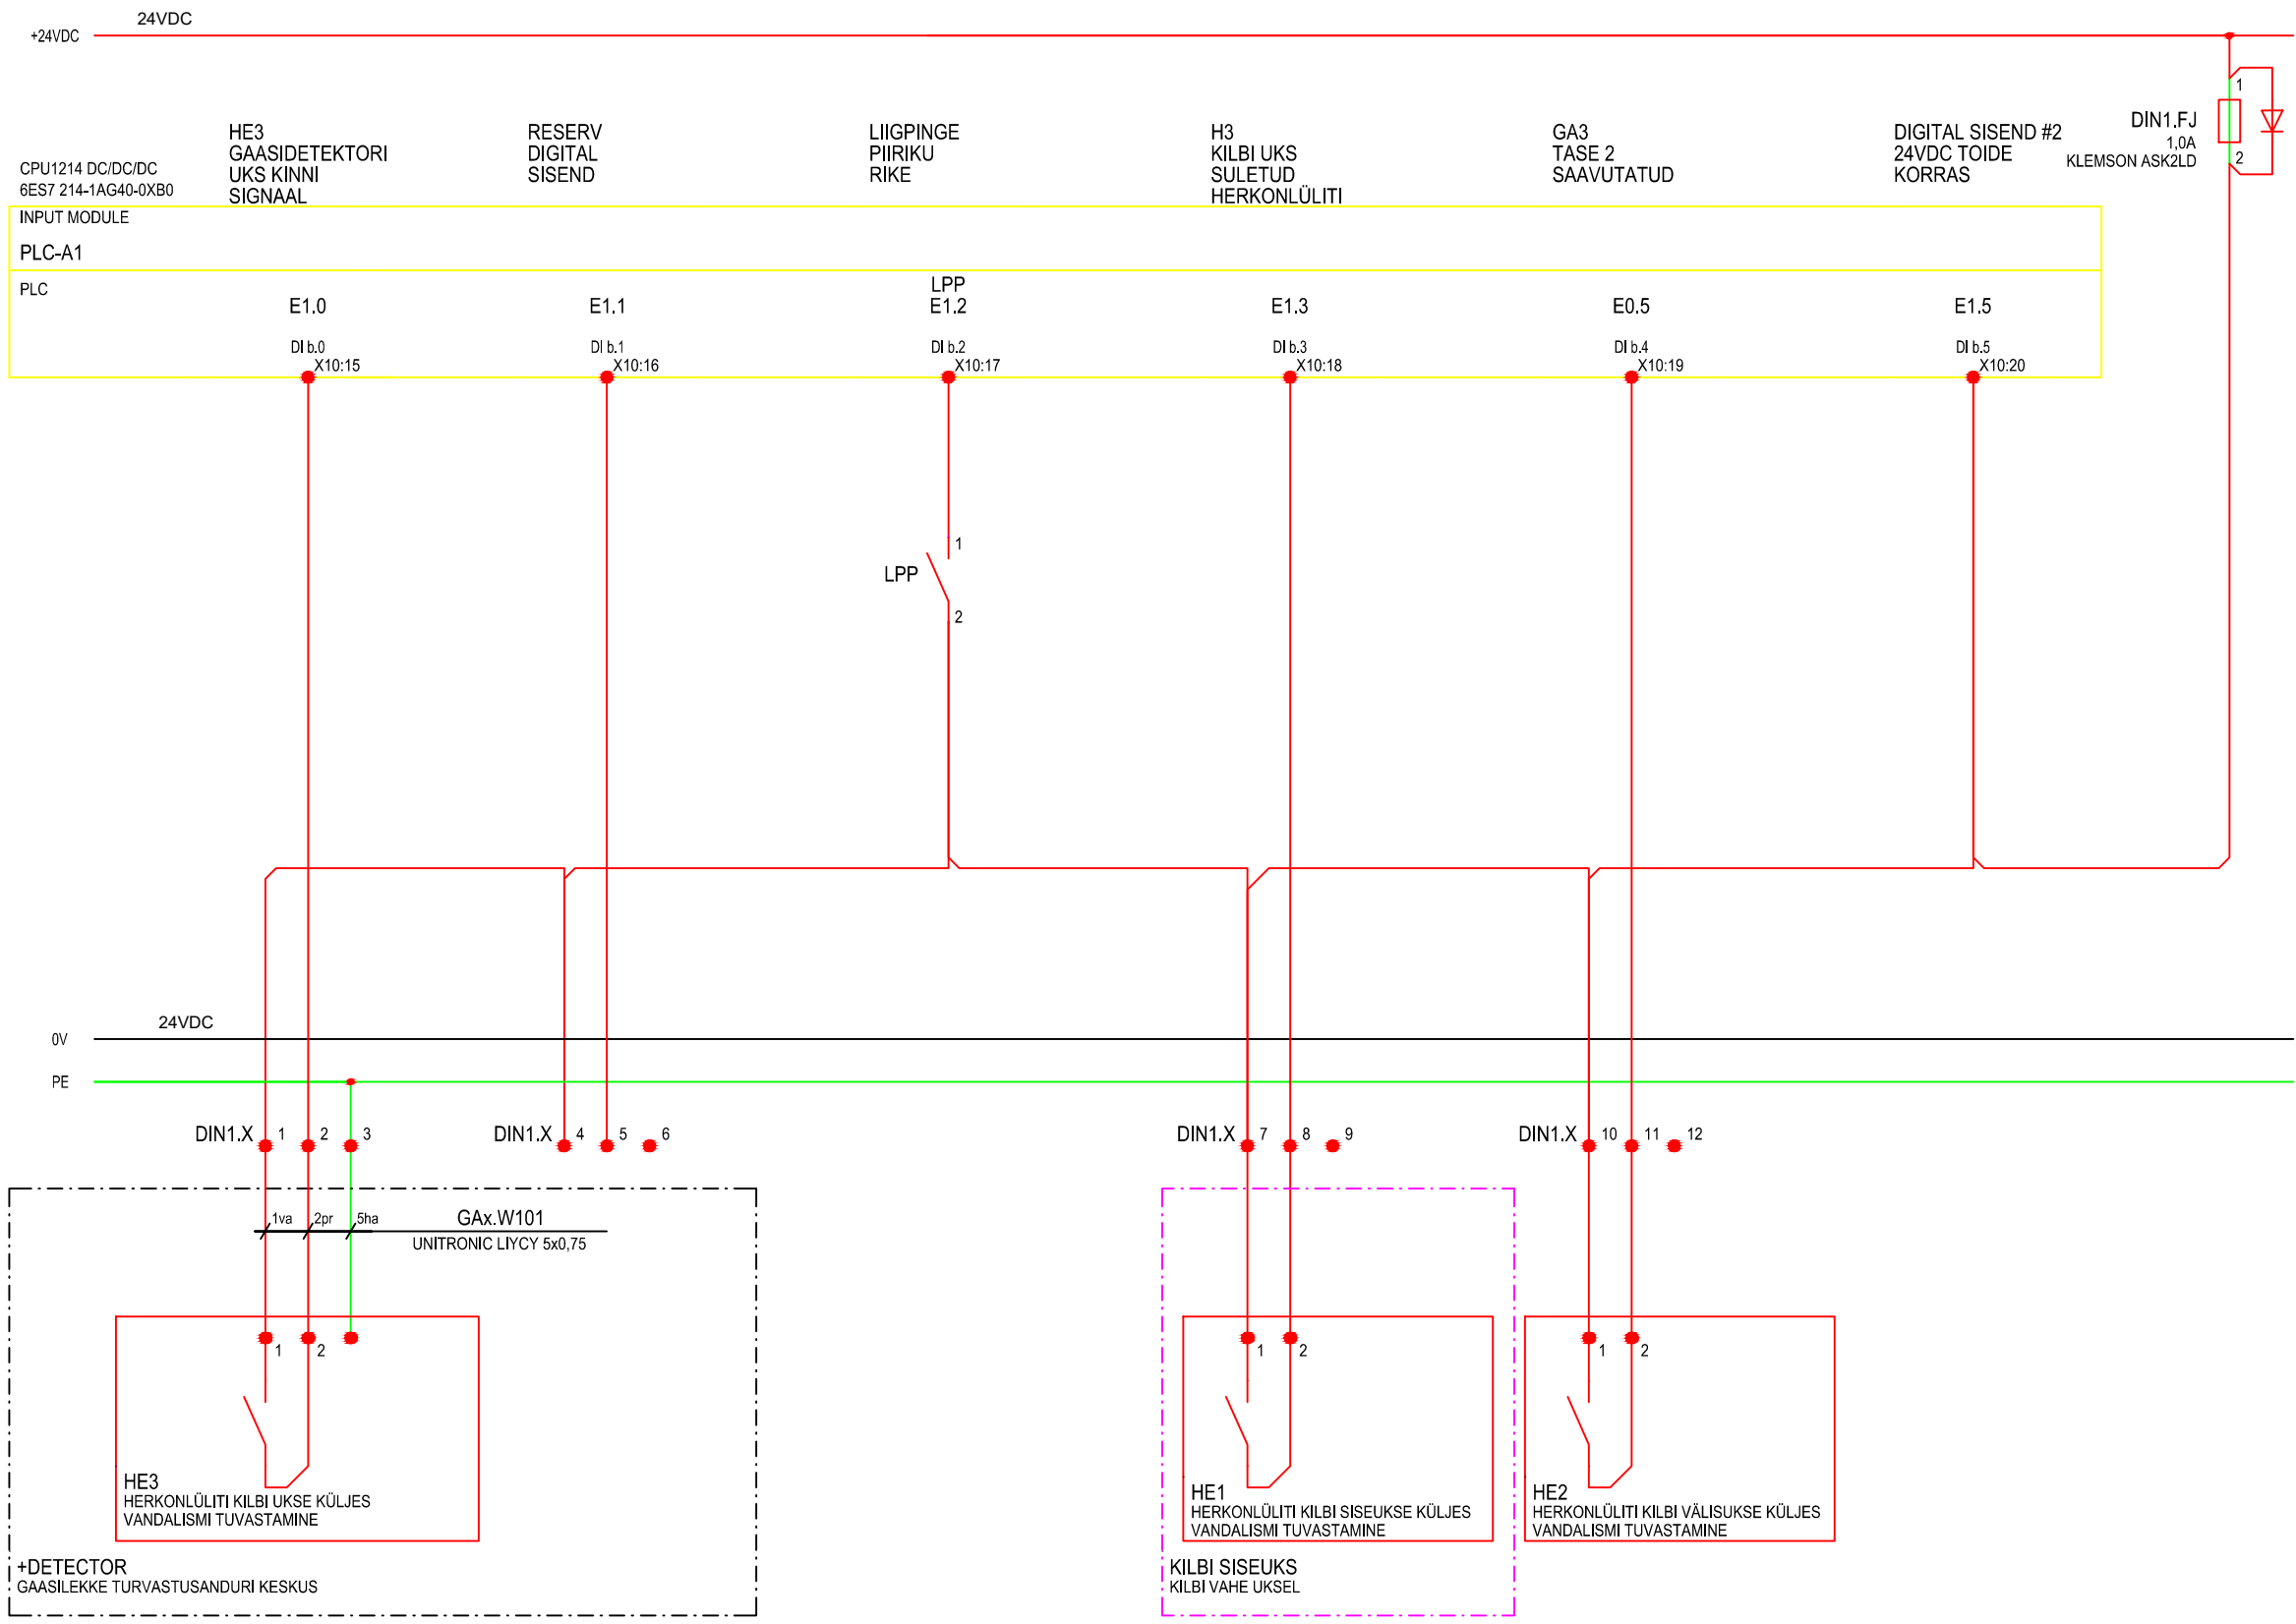 24VDC
+24VDC
CPU1214 DC/DC/DC
6ES7 214-1AG40-0XB0
HE3
GAASIDETEKTORI
UKS KINNI
SIGNAAL
RESERV
DIGITAL
SISEND
LIIGPINGE
PIIRIKU
RIKE
H3
KILBI UKS
SULETUD
HERKONLÜLITI
GA3
TASE 2
SAAVUTATUD
DIGITAL SISEND #2
24VDC TOIDE
KORRAS
DIN1.FJ
1,0A
KLEMSON ASK2LD
1
2
INPUT MODULE
PLC-A1
PLC
E1.0
DI b.0
X10:15
E1.1
DI b.1
X10:16
LPP
E1.2
DI b.2
X10:17
E1.3
DI b.3
X10:18
E0.5
DI b.4
X10:19
E1.5
DI b.5
X10:20
1
LPP
2
24VDC
0V
PE
DIN1.X 1 2 3
DIN1.X 4 5 6
DIN1.X 7 8 9
DIN1.X 10 11 12
1va 2pr 5ha
GAx.W101
UNITRONIC LIYCY 5x0,75
1 2
HE3
HERKONLÜLITI KILBI UKSE KÜLJES
VANDALISMI TUVASTAMINE
+DETECTOR
GAASILEKKE TURVASTUSANDURI KESKUS
1 2
HE1
HERKONLÜLITI KILBI SISEUKSE KÜLJES
VANDALISMI TUVASTAMINE
KILBI SISEUKS
KILBI VAHE UKSEL
1 2
HE2
HERKONLÜLITI KILBI VÄLISUKSE KÜLJES
VANDALISMI TUVASTAMINE